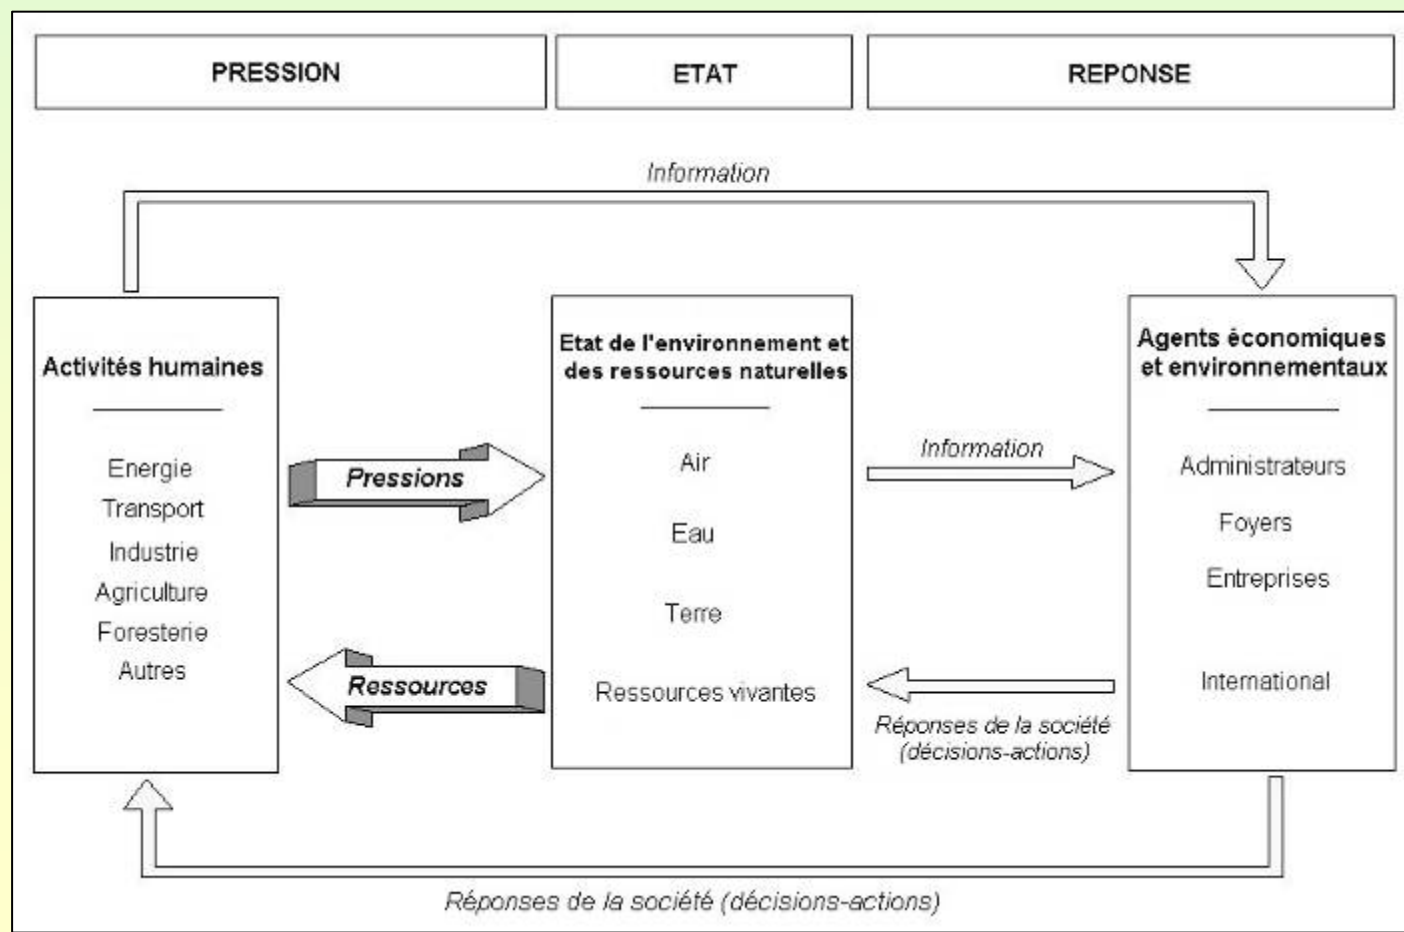 PRESSION
ETAT
REPONSE
Information
Activités humaines
Energie
Transport
Industrie
Agriculture
Foresterie
Autres
Pressions
Ressources
Etat de l'environnement et
des ressources naturelles
Air
Eau
Terre
Ressources vivantes
Information
Réponses de la société
(décisions-actions)
Agents économiques
et environnementaux
Administrateurs
Foyers
Entreprises
International
Réponses de la société (décisions-actions)